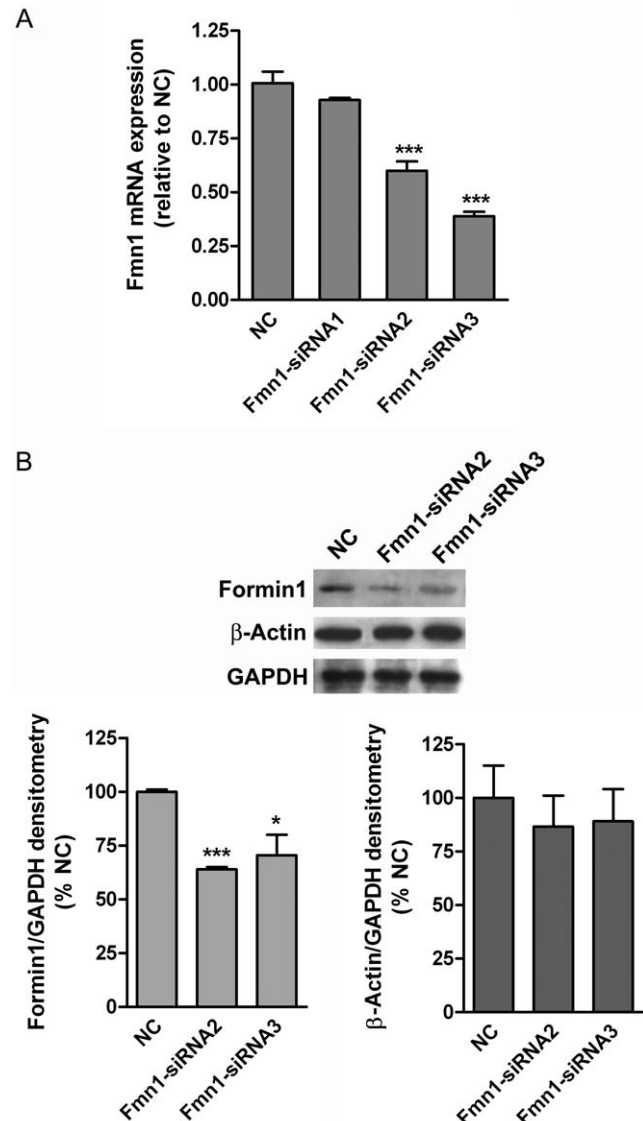 A
Fmn1 mRNA expression
(relative to NC)
1.25
1.00
0.75
0.50
0.25
0.00
***
***
NC
Fmn1-siRNA1
Fmn1-siRNA2
Fmn1-siRNA3
B
NC
Fmn1-siRNA2
Fmn1-siRNA3
Formin1
β-Actin
GAPDH
Formin1/GAPDH densitometry
(% NC)
125
100
75
50
25
0
***
*
NC
Fmn1-siRNA2
Fmn1-siRNA3
β-Actin/GAPDH densitometry
(% NC)
125
100
75
50
25
0
NC
Fmn1-siRNA2
Fmn1-siRNA3